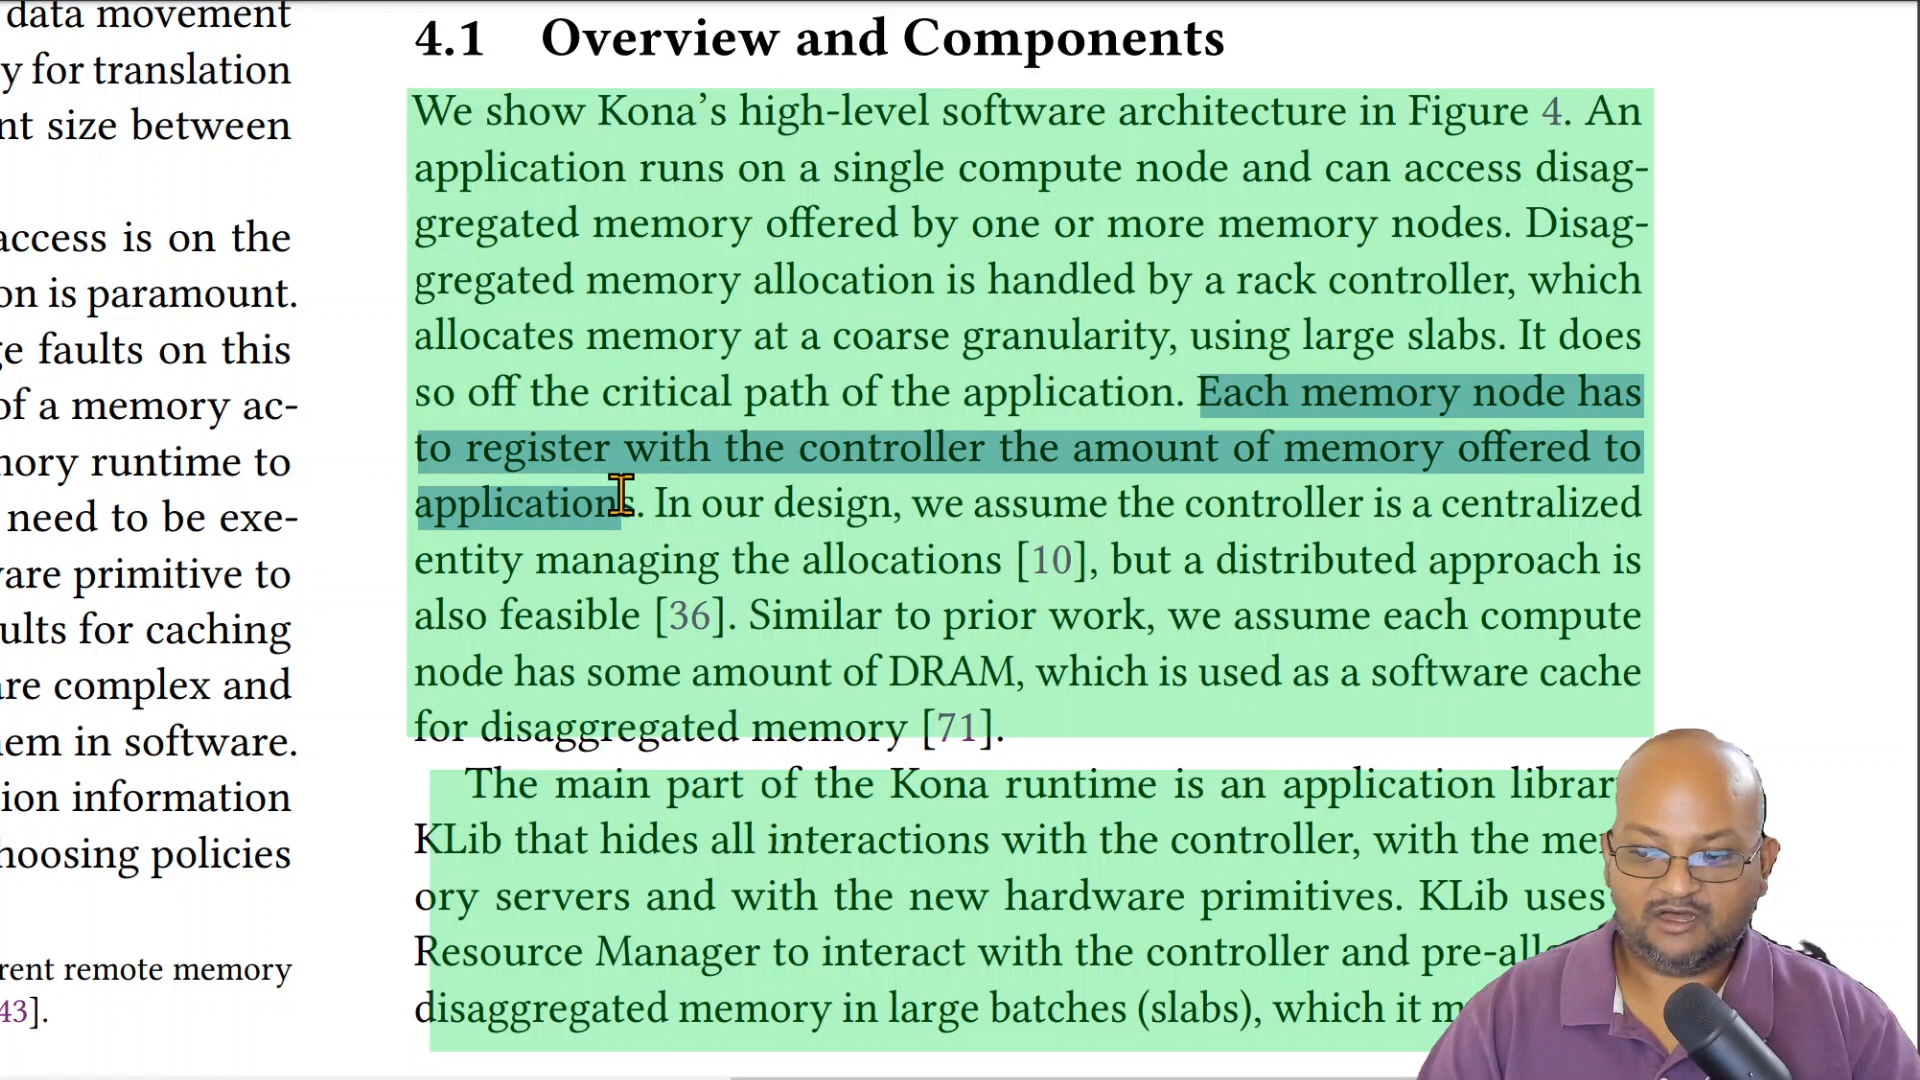 data movement
y for translation
nt size between
access is on the
on is paramount.
ge faults on this
of a memory ac-
nory runtime to
need to be exe-
vare primitive to
ults for caching
are complex and
nem in software.
ion information
hoosing policies
rent remote memory
43].
4.1 Overview and Components
We show Kona's high-level software architecture in Figure 4. An
application runs on a single compute node and can access disag-
gregated memory offered by one or more memory nodes. Disag-
gregated memory allocation is handled by a rack controller, which
allocates memory at a coarse granularity, using large slabs. It does
so off the critical path of the application. Each memory node has
to register with the controller the amount of memory offered to
applications. In our design, we assume the controller is a centralized
entity managing the allocations [10], but a distributed approach is
also feasible [36]. Similar to prior work, we assume each compute
node has some amount of DRAM, which is used as a software cache
for disaggregated memory [71].
The main part of the Kona runtime is an application librar
KLib that hides all interactions with the controller, with the mem
ory servers and with the new hardware primitives. KLib uses
Resource Manager to interact with the controller and pre-allo
disaggregated memory in large batches (slabs), which it m